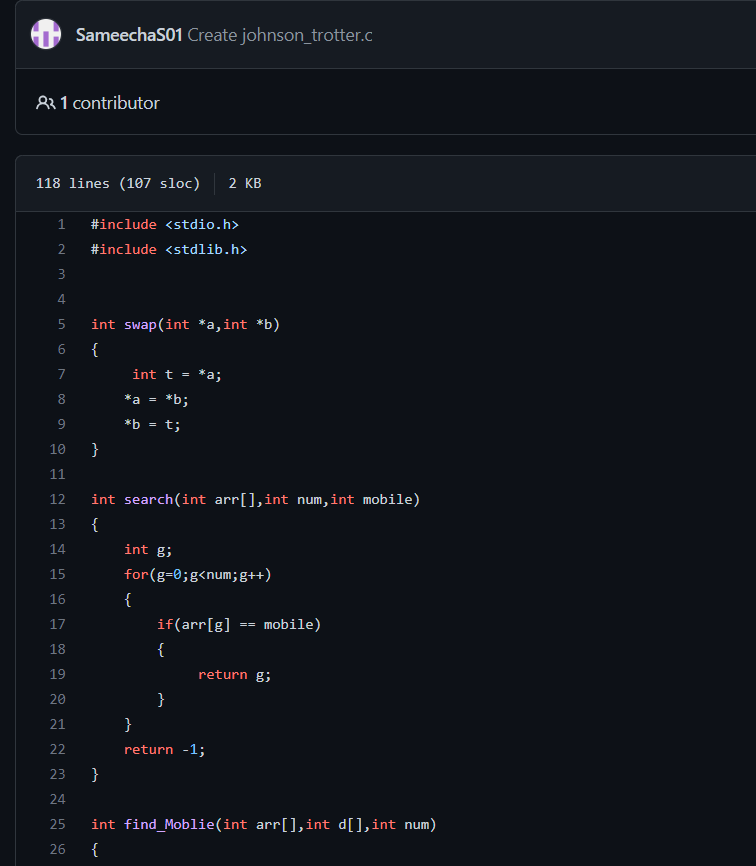 SameechaS01 Create johnson_trotter.c
1 contributor
118 lines (107 sloc) 2 KB
1 #include <stdio.h>
2 #include <stdlib.h>
3
4
5 int swap(int *a,int *b)
6 {
7      int t = *a;
8     *a = *b;
9     *b = t;
10 }
11
12 int search(int arr[],int num,int mobile)
13 {
14     int g;
15     for(g=0;g<num;g++)
16     {
17         if(arr[g] == mobile)
18         {
19              return g;
20         }
21     }
22     return -1;
23 }
24
25 int find_Moblie(int arr[],int d[],int num)
26 {